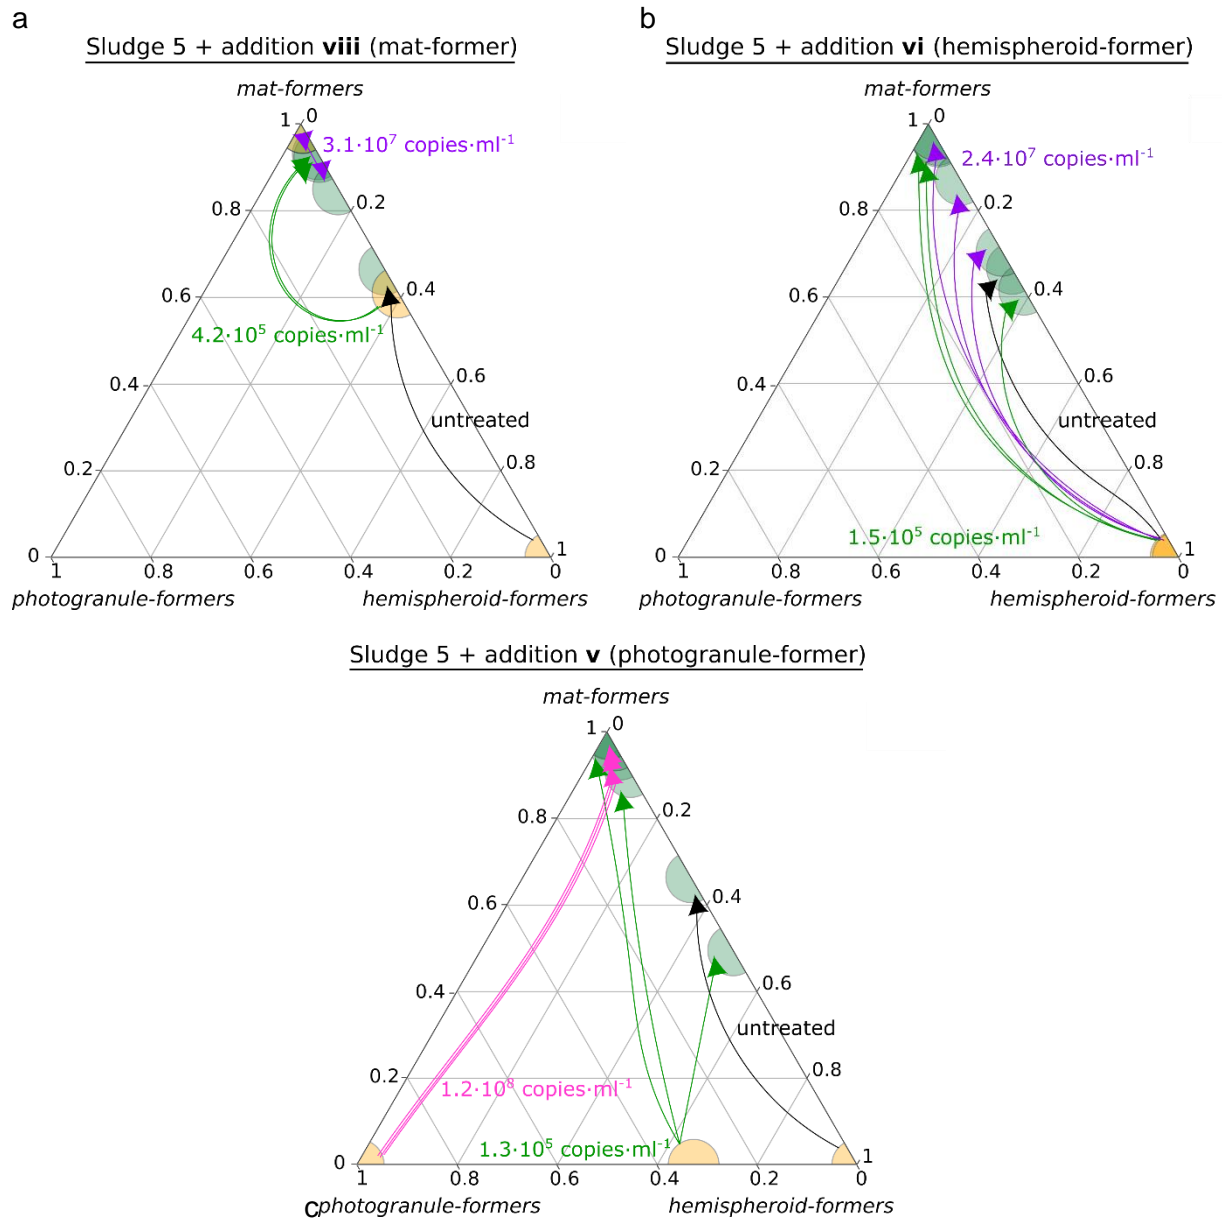 a
Sludge 5 + addition viii (mat-former)
mat-formers
1 0
3.1·10⁷ copies·ml⁻¹
0.8 0.2
0.6 0.4
4.2·10⁵ copies·ml⁻¹
0.4 0.6
untreated
0.2 0.8
0 1
1 0.8 0.6 0.4 0.2 0
photogranule-formers hemispheroid-formers
b
Sludge 5 + addition vi (hemispheroid-former)
mat-formers
1 0
2.4·10⁷ copies·ml⁻¹
0.8 0.2
0.6 0.4
0.4 0.6
untreated
0.2 0.8
1.5·10⁵ copies·ml⁻¹
0 1
1 0.8 0.6 0.4 0.2 0
photogranule-formers hemispheroid-formers
Sludge 5 + addition v (photogranule-former)
mat-formers
1 0
0.8 0.2
0.6 0.4
0.4 0.6
untreated
0.2 0.8
1.2·10⁸ copies·ml⁻¹
1.3·10⁵ copies·ml⁻¹
0 1
1 0.8 0.6 0.4 0.2 0
c photogranule-formers hemispheroid-formers